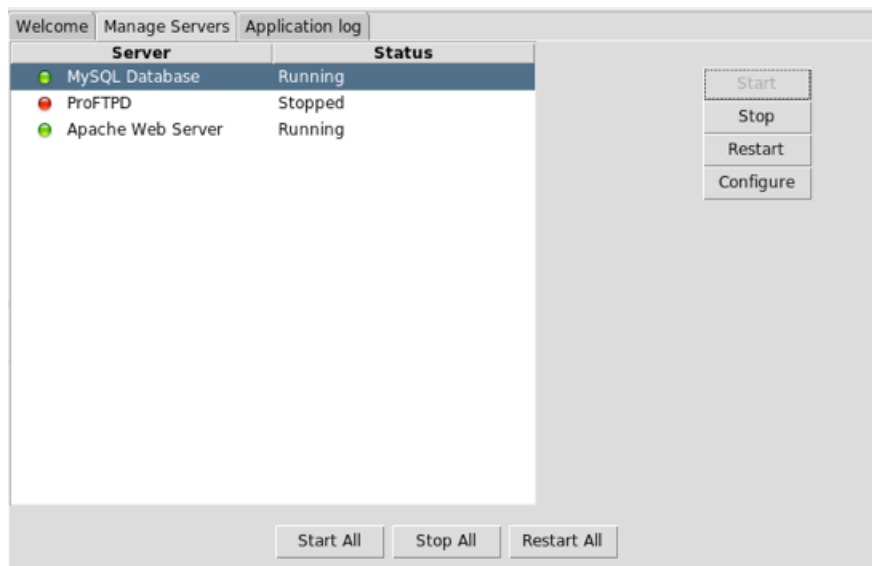 Welcome Manage Servers Application log
Server Status
MySQL Database Running
ProFTPD Stopped
Apache Web Server Running
Start
Stop
Restart
Configure
Start All Stop All Restart All